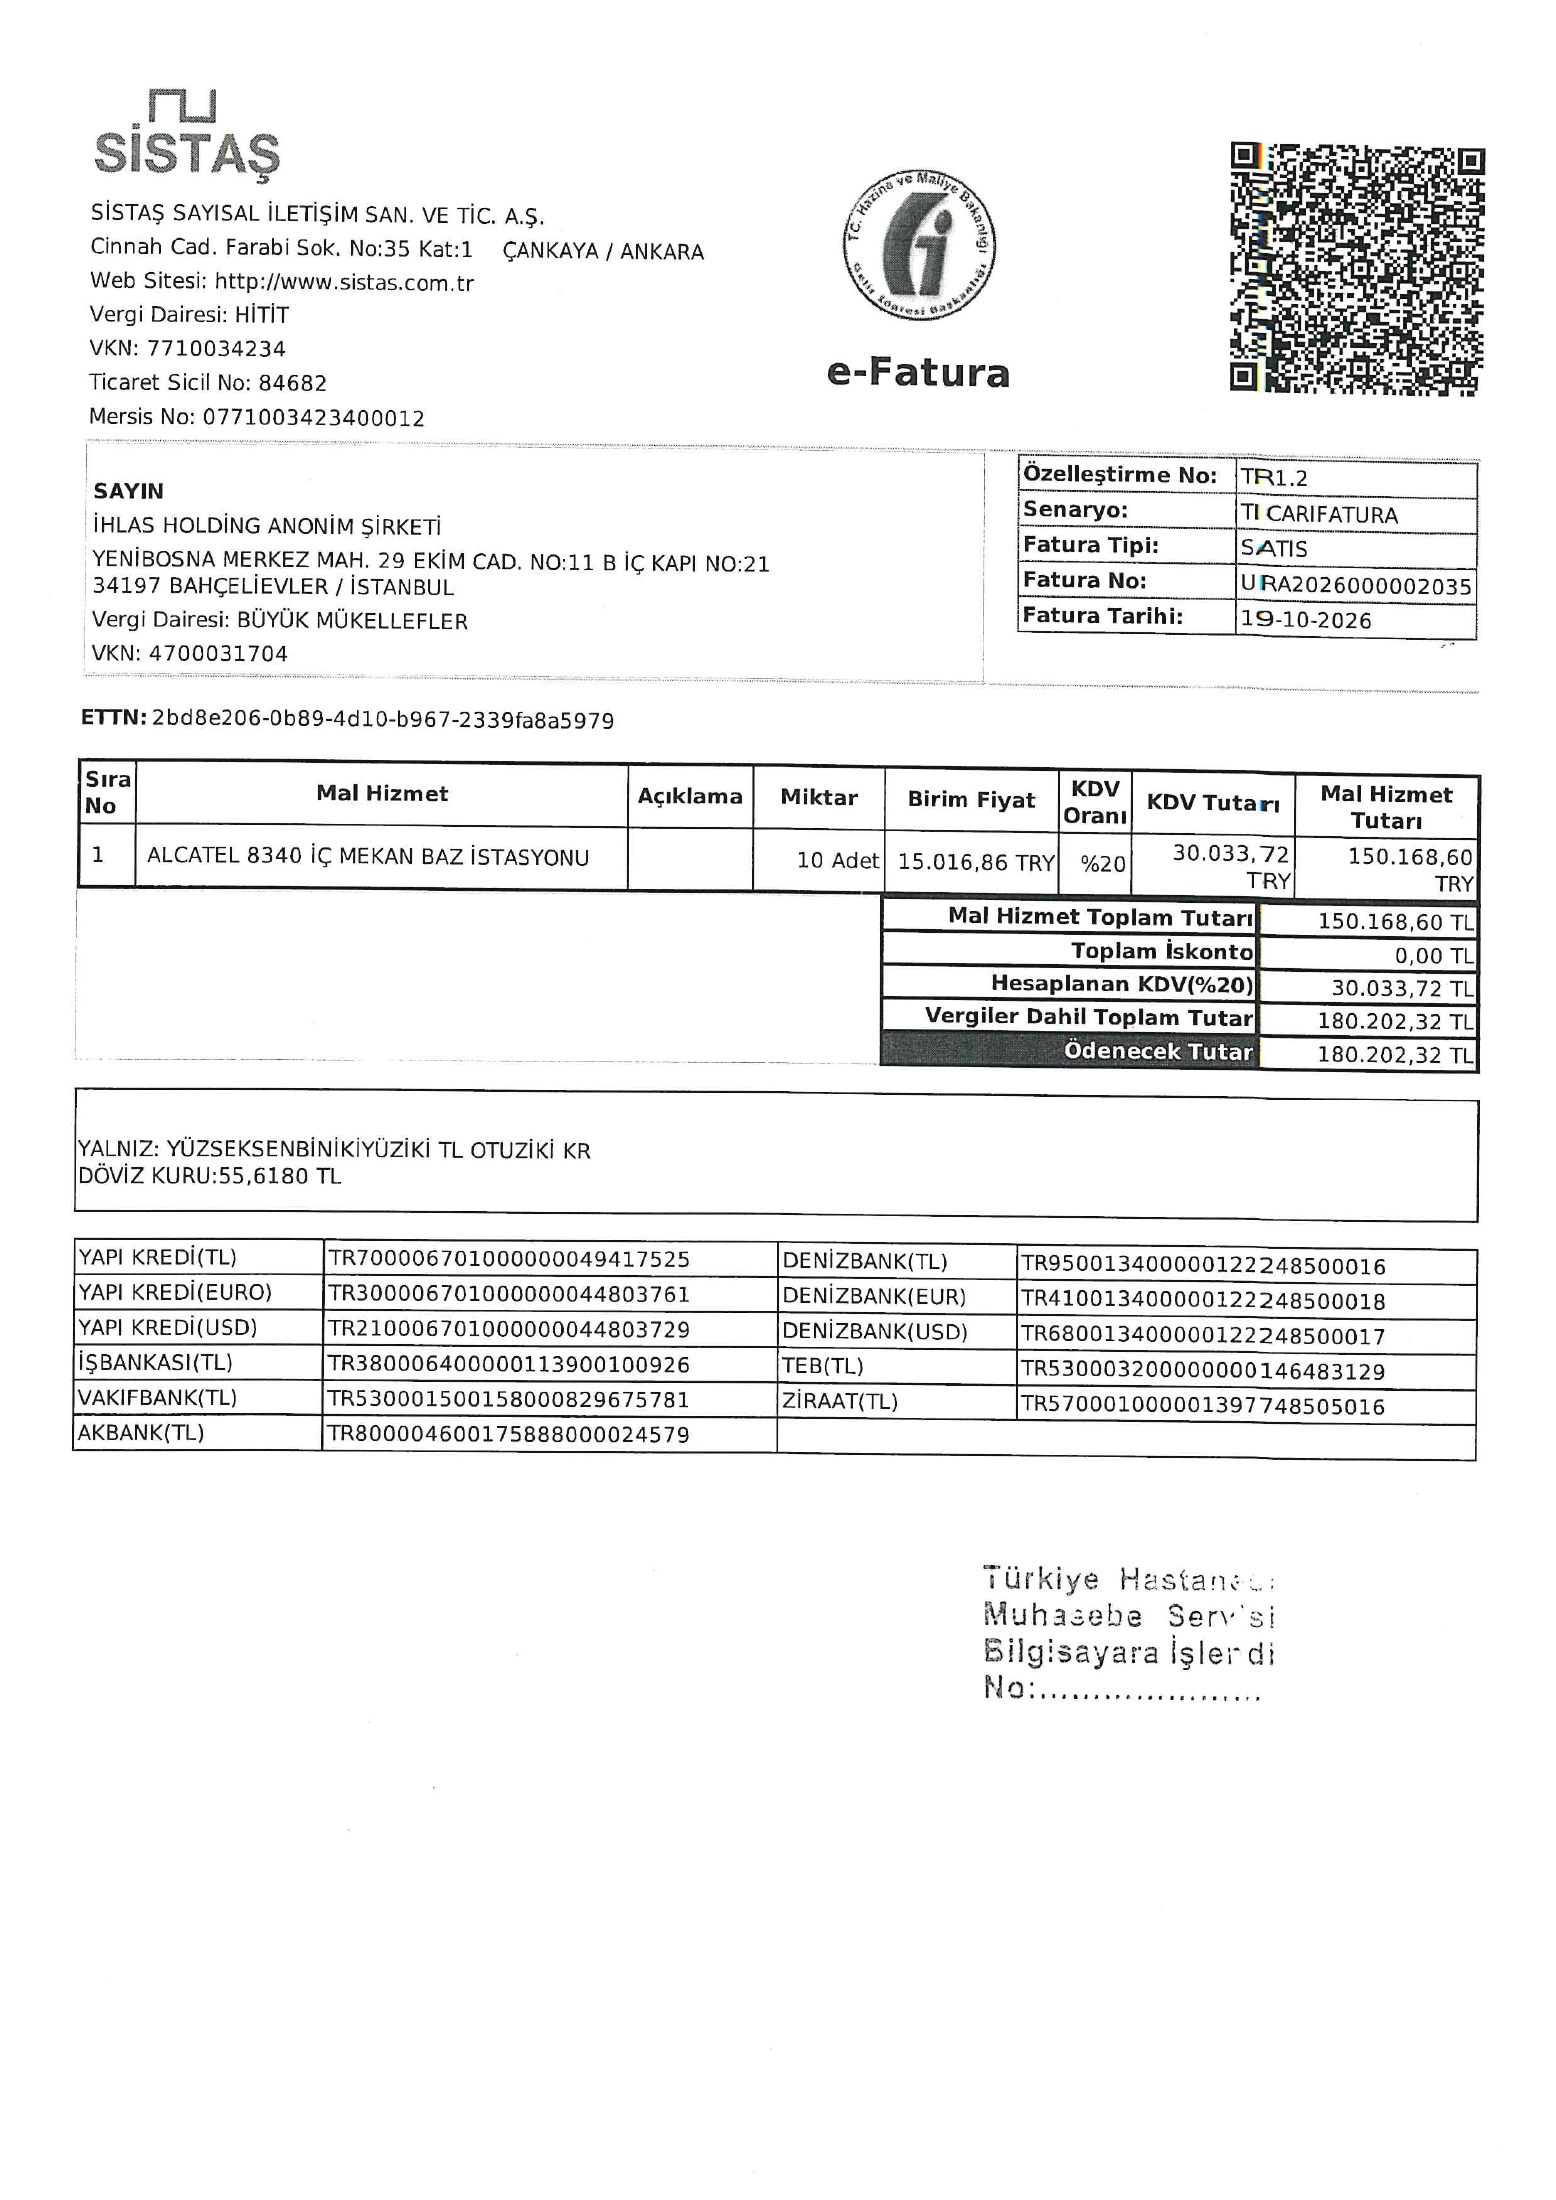 SİSTAŞ
SİSTAŞ SAYISAL İLETİŞİM SAN. VE TİC. A.Ş.
Cinnah Cad. Farabi Sok. No:35 Kat:1 ÇANKAYA / ANKARA
Web Sitesi: http://www.sistas.com.tr
Vergi Dairesi: HİTİT
VKN: 7710034234
Ticaret Sicil No: 84682
Mersis No: 0771003423400012
T.C. Hazine ve Maliye Bakanlığı
Gelir İdaresi Başkanlığı
e-Fatura
SAYIN
İHLAS HOLDİNG ANONİM ŞİRKETİ
YENİBOSNA MERKEZ MAH. 29 EKİM CAD. NO:11 B İÇ KAPI NO:21
34197 BAHÇELİEVLER / İSTANBUL
Vergi Dairesi: BÜYÜK MÜKELLEFLER
VKN: 4700031704
Özelleştirme No: TR1.2
Senaryo: TICARIFATURA
Fatura Tipi: SATIS
Fatura No: URA2026000002035
Fatura Tarihi: 19-10-2026
ETTN: 2bd8e206-0b89-4d10-b967-2339fa8a5979
Sıra No Mal Hizmet Açıklama Miktar Birim Fiyat KDV Oranı KDV Tutarı Mal Hizmet Tutarı
1 ALCATEL 8340 İÇ MEKAN BAZ İSTASYONU 10 Adet 15.016,86 TRY %20 30.033,72 TRY 150.168,60 TRY
Mal Hizmet Toplam Tutarı 150.168,60 TL
Toplam İskonto 0,00 TL
Hesaplanan KDV(%20) 30.033,72 TL
Vergiler Dahil Toplam Tutar 180.202,32 TL
Ödenecek Tutar 180.202,32 TL
YALNIZ: YÜZSEKSENBİNİKİYÜZİKİ TL OTUZİKİ KR
DÖVİZ KURU:55,6180 TL
YAPI KREDİ(TL) TR700006701000000049417525 DENİZBANK(TL) TR950013400000122248500016
YAPI KREDİ(EURO) TR300006701000000044803761 DENİZBANK(EUR) TR410013400000122248500018
YAPI KREDİ(USD) TR210006701000000044803729 DENİZBANK(USD) TR680013400000122248500017
İŞBANKASI(TL) TR380006400000113900100926 TEB(TL) TR530003200000000146483129
VAKIFBANK(TL) TR530001500158000829675781 ZİRAAT(TL) TR570001000001397748505016
AKBANK(TL) TR800004600175888000024579
Türkiye Hastanesi
Muhasebe Servisi
Bilgisayara İşlendi
No:......................